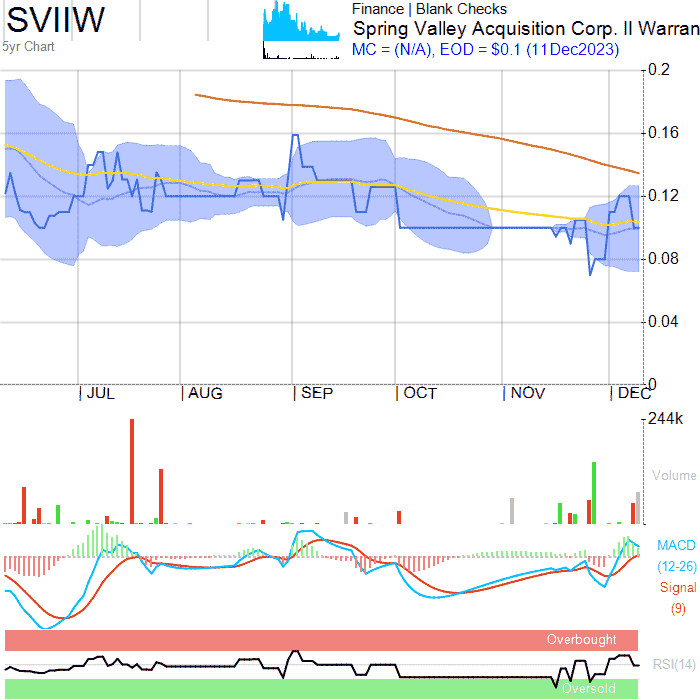 SVIIW
5yr Chart
Finance | Blank Checks
Spring Valley Acquisition Corp. II Warran
MC = (N/A), EOD = $0.1 (11Dec2023)
0.2
0.16
0.12
0.08
0.04
0
JUL AUG SEP OCT NOV DEC
244k
Volume
MACD
(12-26)
Signal
(9)
Overbought
RSI(14)
Oversold